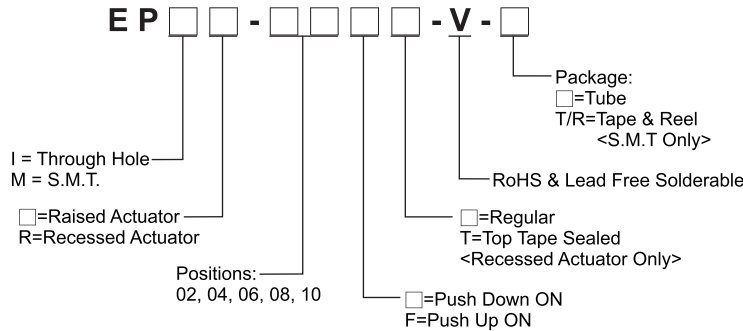 EP□□-□□□□-V-□
Package:
□=Tube
T/R=Tape & Reel
<S.M.T Only>
I = Through Hole
M = S.M.T.
RoHS & Lead Free Solderable
□=Raised Actuator
R=Recessed Actuator
□=Regular
T=Top Tape Sealed
<Recessed Actuator Only>
Positions:
02, 04, 06, 08, 10
□=Push Down ON
F=Push Up ON